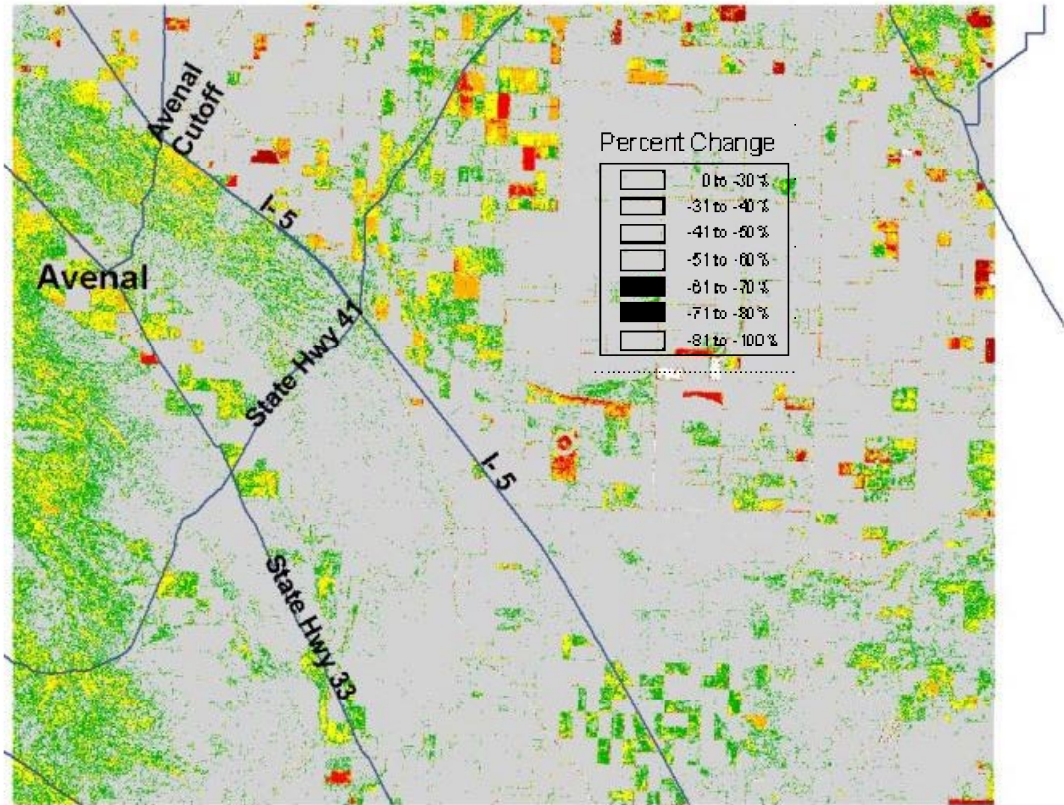 Avenal
Cutoff
I-5
Avenal
State Hwy 41
I-5
State Hwy 33
Percent Change
0 to -30%
-31 to -40%
-41 to -50%
-51 to -60%
-61 to -70%
-71 to -80%
-81 to -100%